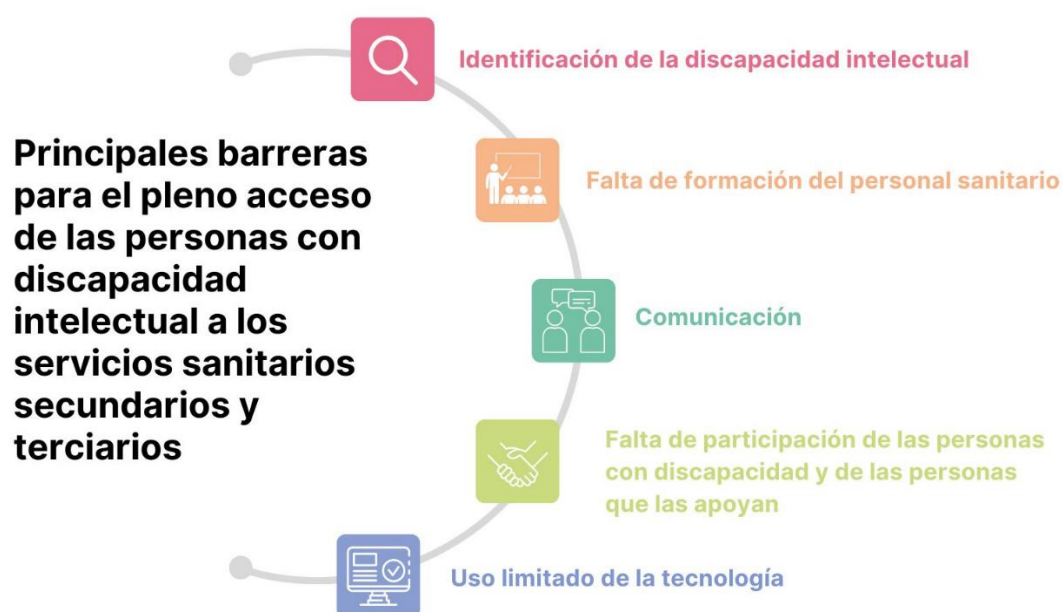 Principales barreras
para el pleno acceso
de las personas con
discapacidad
intelectual a los
servicios sanitarios
secundarios y
terciarios
Identificación de la discapacidad intelectual
Falta de formación del personal sanitario
Comunicación
Falta de participación de las personas
con discapacidad y de las personas
que las apoyan
Uso limitado de la tecnología